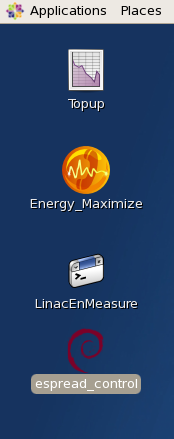 Applications Places
Topup
Energy_Maximize
LinacEnMeasure
espread_control